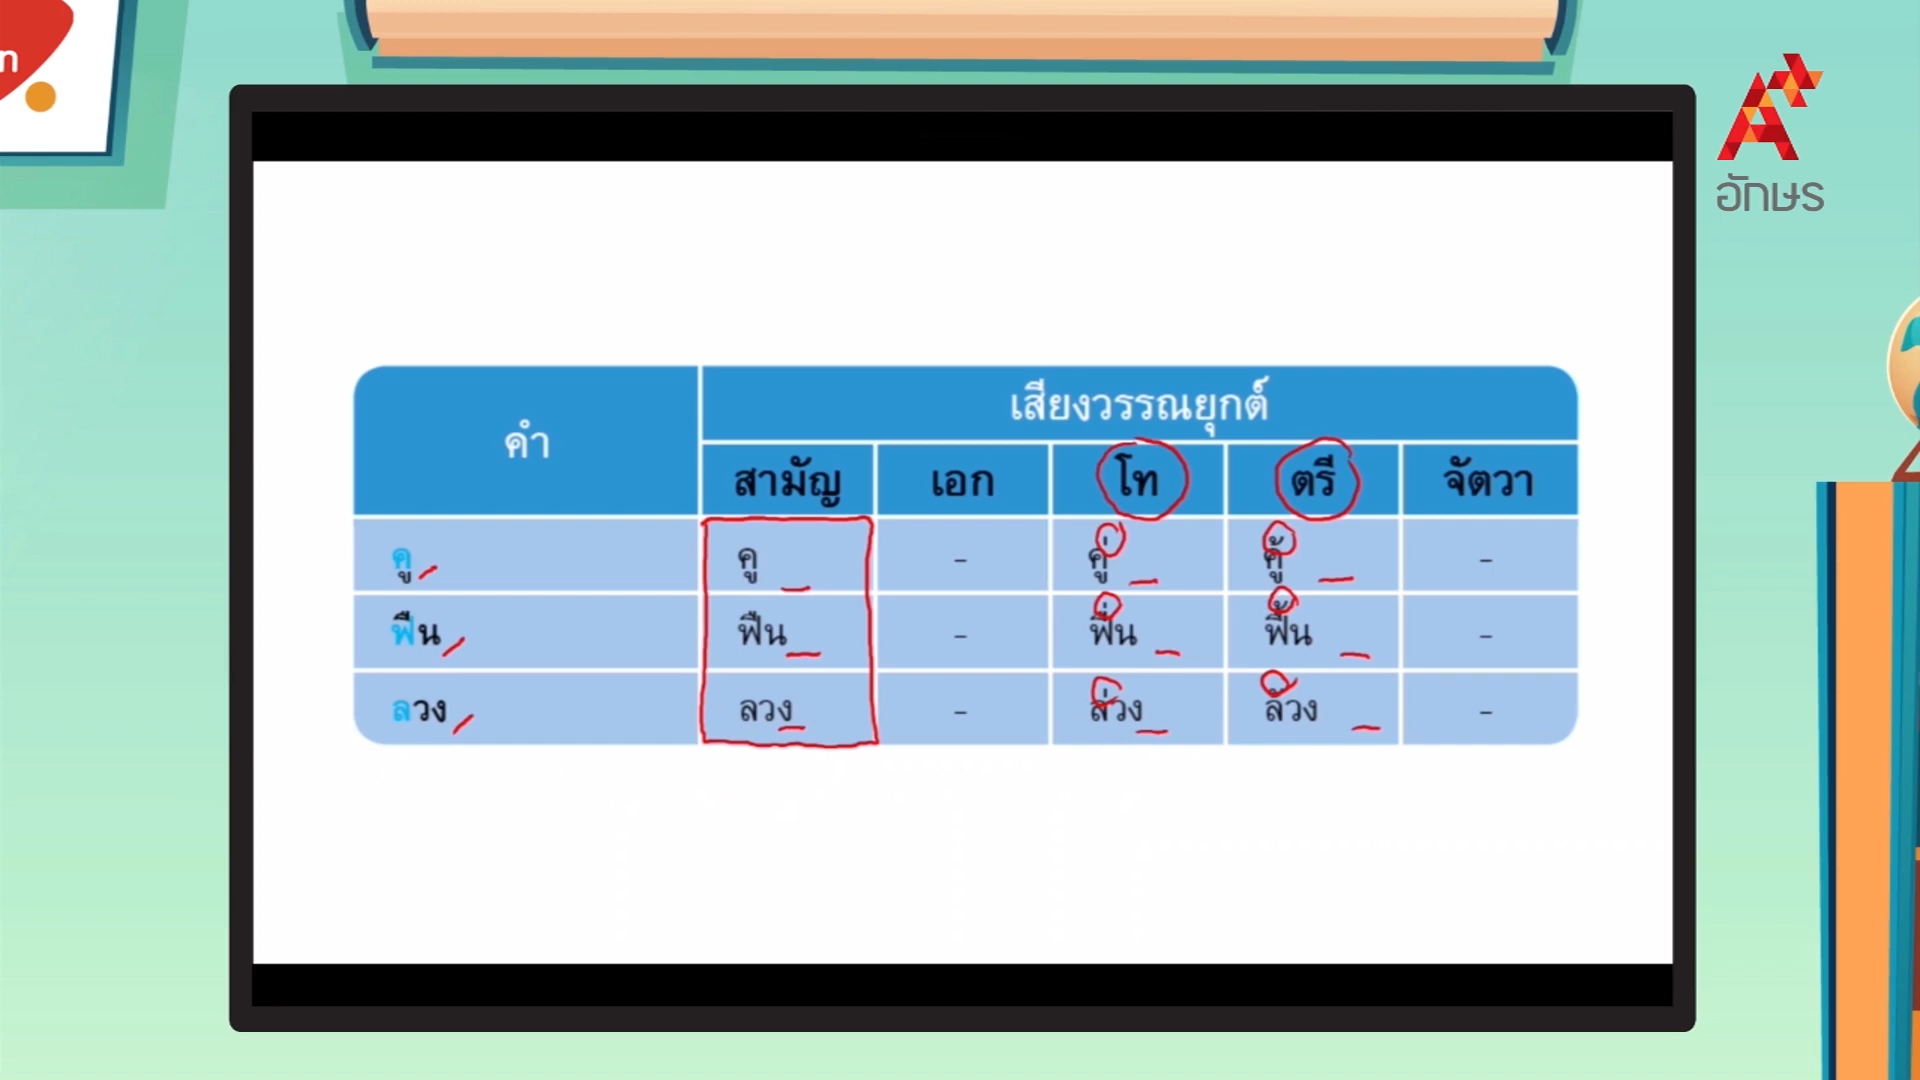 ก
อักษร
คำ
เสียงวรรณยุกต์
สามัญ เอก โท ตรี จัตวา
คู คู - คู่ คู้ -
ฟืน ฟืน - ฟื่น ฟื้น -
ลวง ลวง - ล่วง ล้วง -